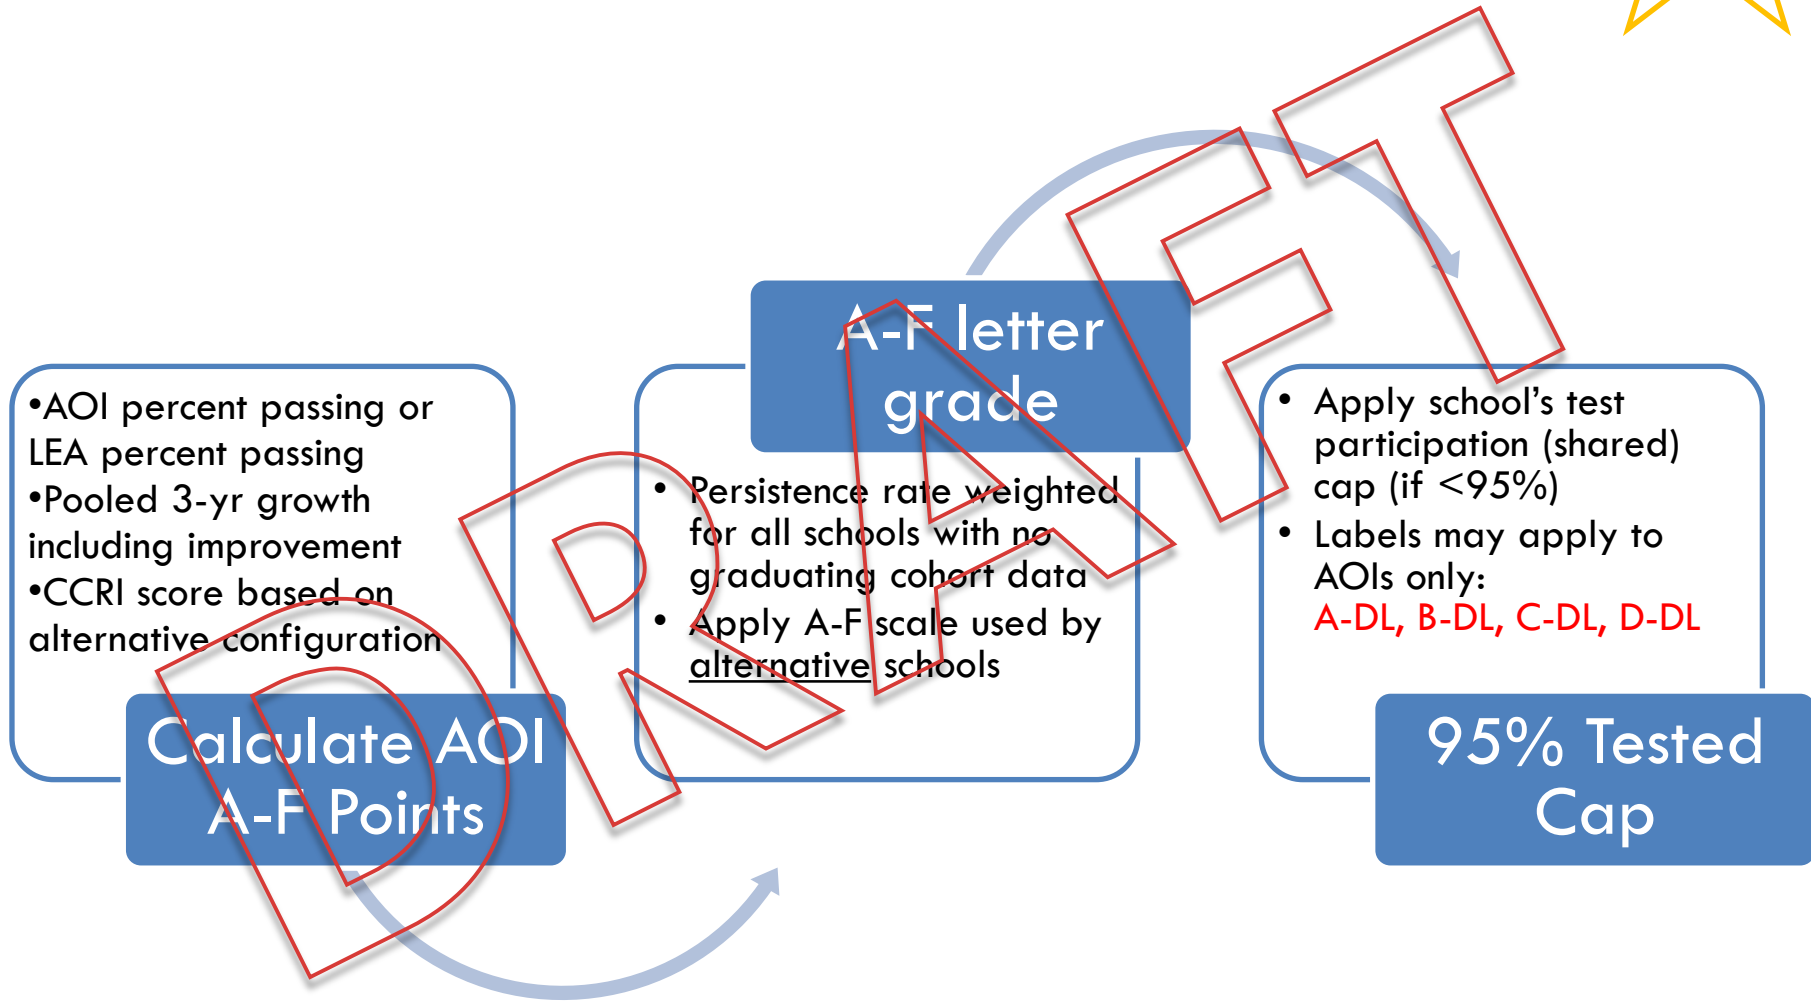 •AOI percent passing or
LEA percent passing
•Pooled 3-yr growth
including improvement
•CCRI score based on
alternative configuration
Calculate AOI
A-F Points
A-F letter
grade
• Persistence rate weighted
for all schools with no
graduating cohort data
• Apply A-F scale used by
alternative schools
• Apply school’s test
participation (shared)
cap (if <95%)
• Labels may apply to
AOIs only:
A-DL, B-DL, C-DL, D-DL
95% Tested
Cap
DRAFT